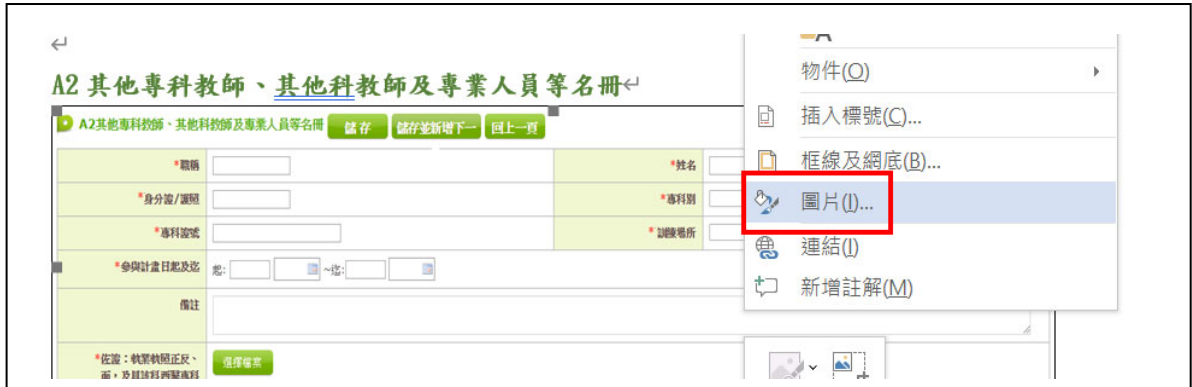 A2 其他專科教師、其他科教師及專業人員等名冊
A2其他專科教師、其他科教師及專業人員等名冊 儲存 儲存並新增下一 回上一頁
*職稱
*姓名
*身分證/護照
*專科別
*專科證號
*訓練場所
*參與計畫日起及迄 起: ~迄:
備註
*佐證：執業執照正反、
面，及其該科西醫專科
選擇檔案
物件(O)
插入標號(C)...
框線及網底(B)...
圖片(I)...
連結(I)
新增註解(M)